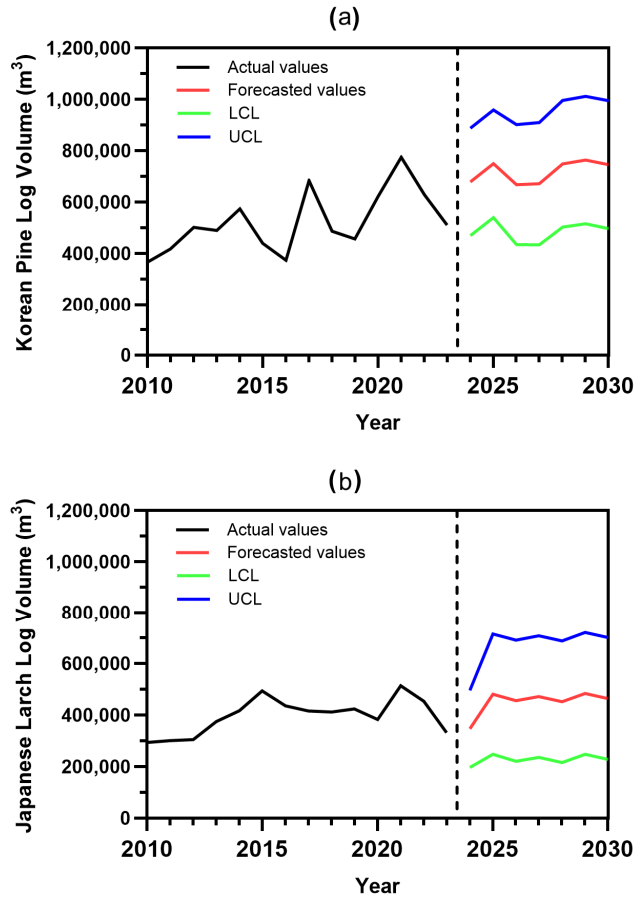 (a)
Korean Pine Log Volume (m³)
1,200,000
1,000,000
800,000
600,000
400,000
200,000
0
Actual values
Forecasted values
LCL
UCL
2010
2015
2020
2025
2030
Year
(b)
Japanese Larch Log Volume (m³)
1,200,000
1,000,000
800,000
600,000
400,000
200,000
0
Actual values
Forecasted values
LCL
UCL
2010
2015
2020
2025
2030
Year